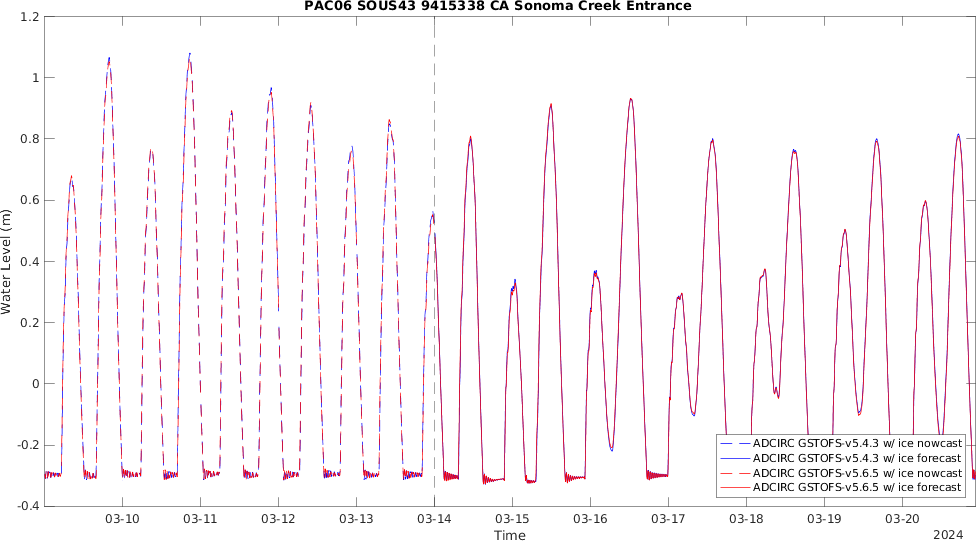 PAC06 SOUS43 9415338 CA Sonoma Creek Entrance
1.2
1
0.8
0.6
0.4
0.2
0
-0.2
-0.4
Water Level (m)
ADCIRC GSTOFS-v5.4.3 w/ ice nowcast
ADCIRC GSTOFS-v5.4.3 w/ ice forecast
ADCIRC GSTOFS-v5.6.5 w/ ice nowcast
ADCIRC GSTOFS-v5.6.5 w/ ice forecast
03-10 03-11 03-12 03-13 03-14 03-15 03-16 03-17 03-18 03-19 03-20
Time
2024